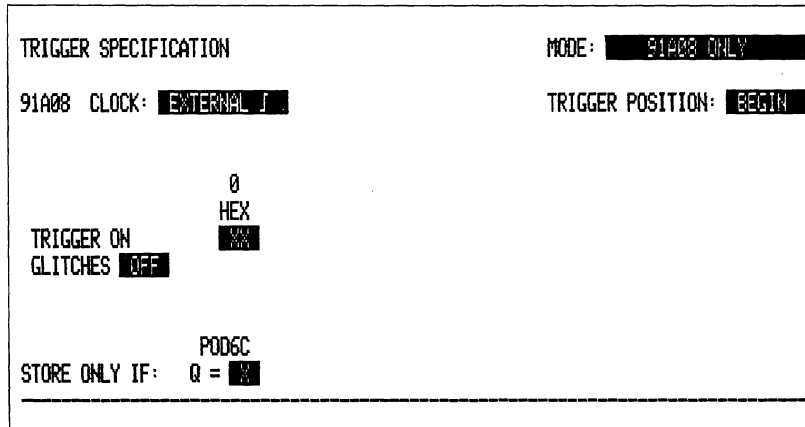 TRIGGER SPECIFICATION MODE: 91A08 ONLY
91A08 CLOCK: EXTERNAL ʃ TRIGGER POSITION: BEGIN
0
HEX
TRIGGER ON XX
GLITCHES OFF
POD6C
STORE ONLY IF: Q = X